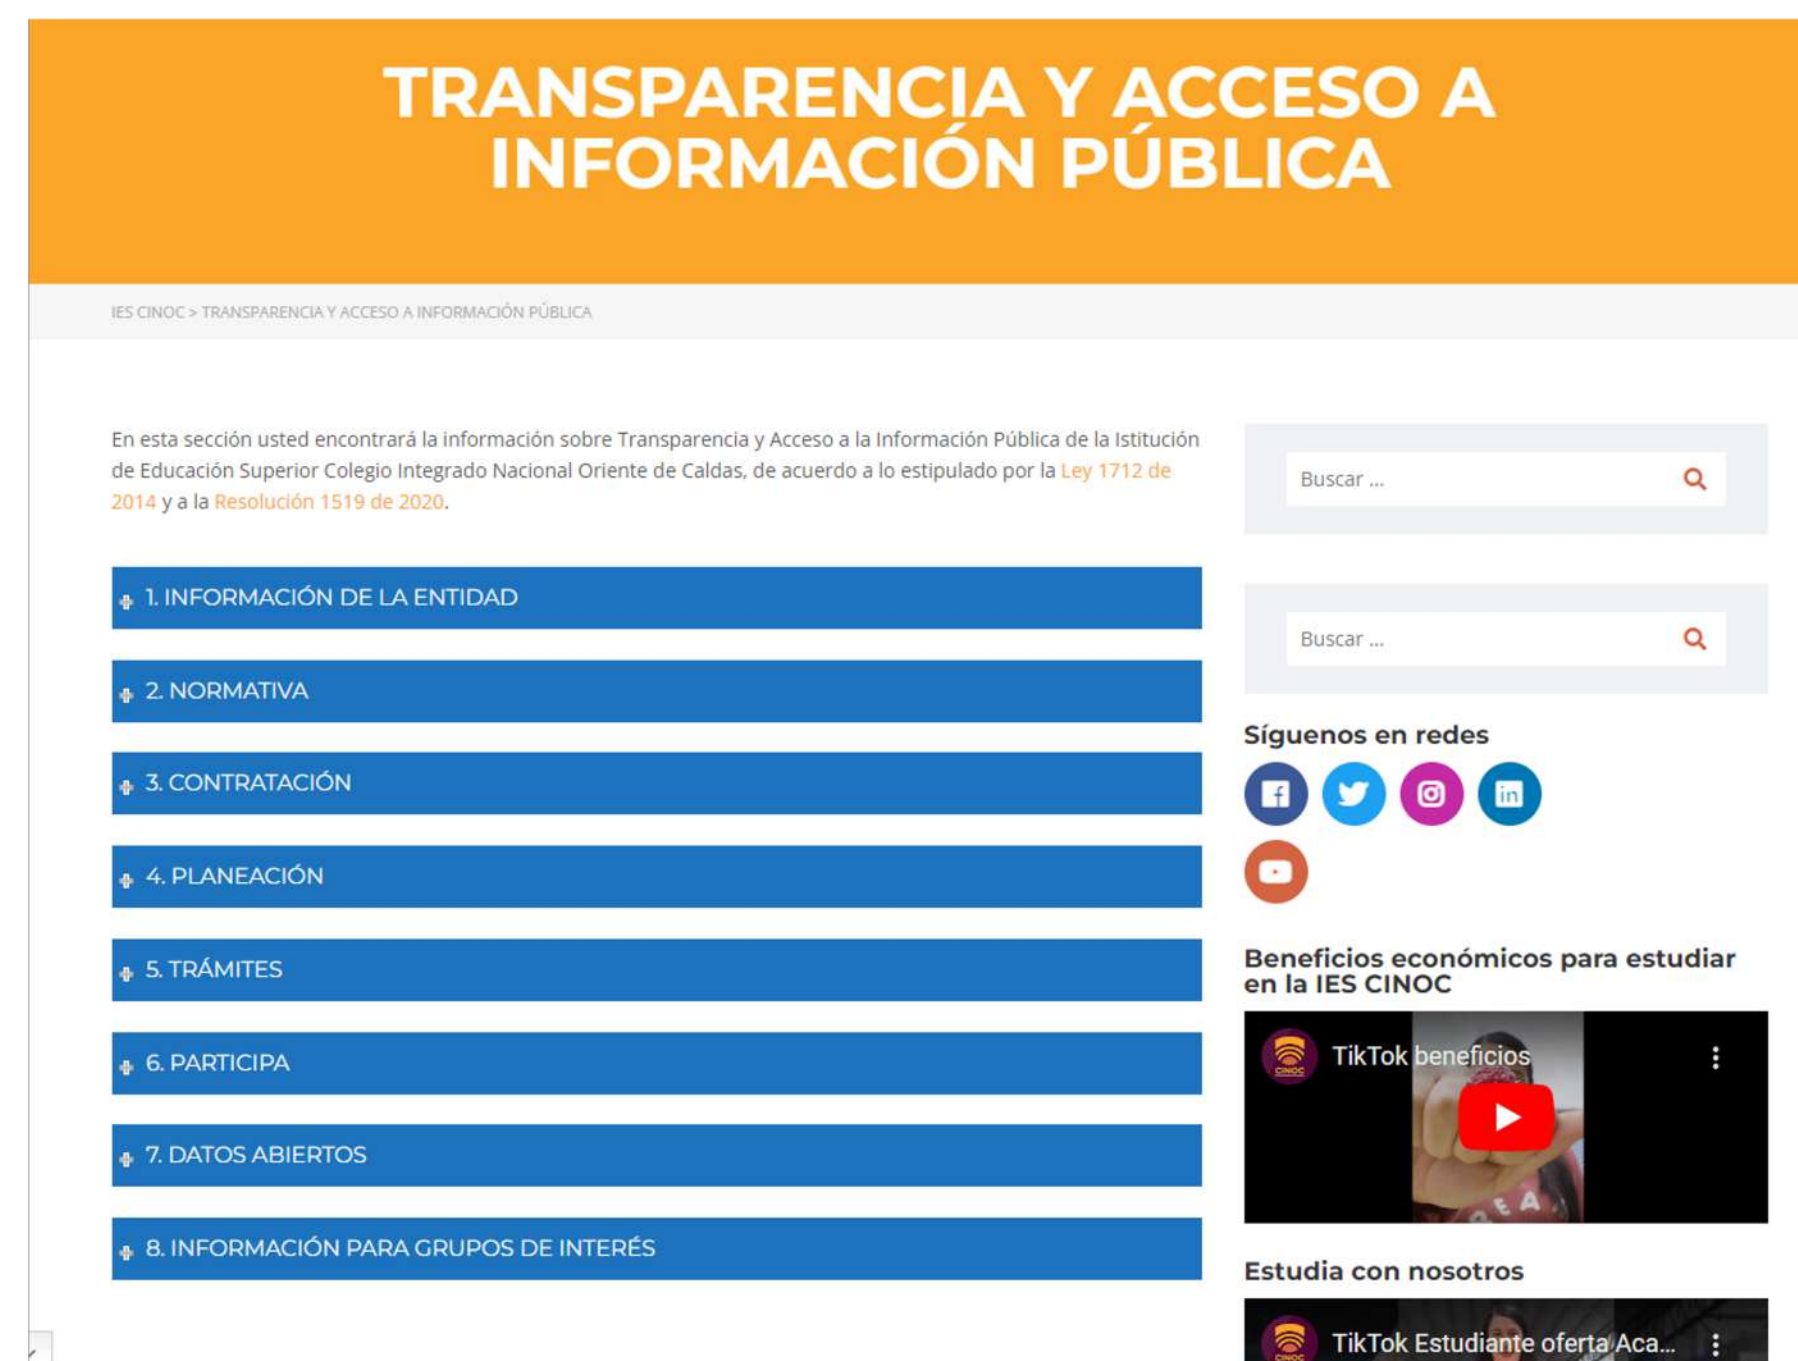 TRANSPARENCIA Y ACCESO A
INFORMACIÓN PÚBLICA
IES CINOC > TRANSPARENCIA Y ACCESO A INFORMACIÓN PÚBLICA
En esta sección usted encontrará la información sobre Transparencia y Acceso a la Información Pública de la Istitución
de Educación Superior Colegio Integrado Nacional Oriente de Caldas, de acuerdo a lo estipulado por la Ley 1712 de
2014 y a la Resolución 1519 de 2020.
1. INFORMACIÓN DE LA ENTIDAD
2. NORMATIVA
3. CONTRATACIÓN
4. PLANEACIÓN
5. TRÁMITES
6. PARTICIPA
7. DATOS ABIERTOS
8. INFORMACIÓN PARA GRUPOS DE INTERÉS
Buscar ...
Buscar ...
Síguenos en redes
Beneficios económicos para estudiar
en la IES CINOC
CINOC
TikTok beneficios
Estudia con nosotros
CINOC
TikTok Estudiante oferta Aca...